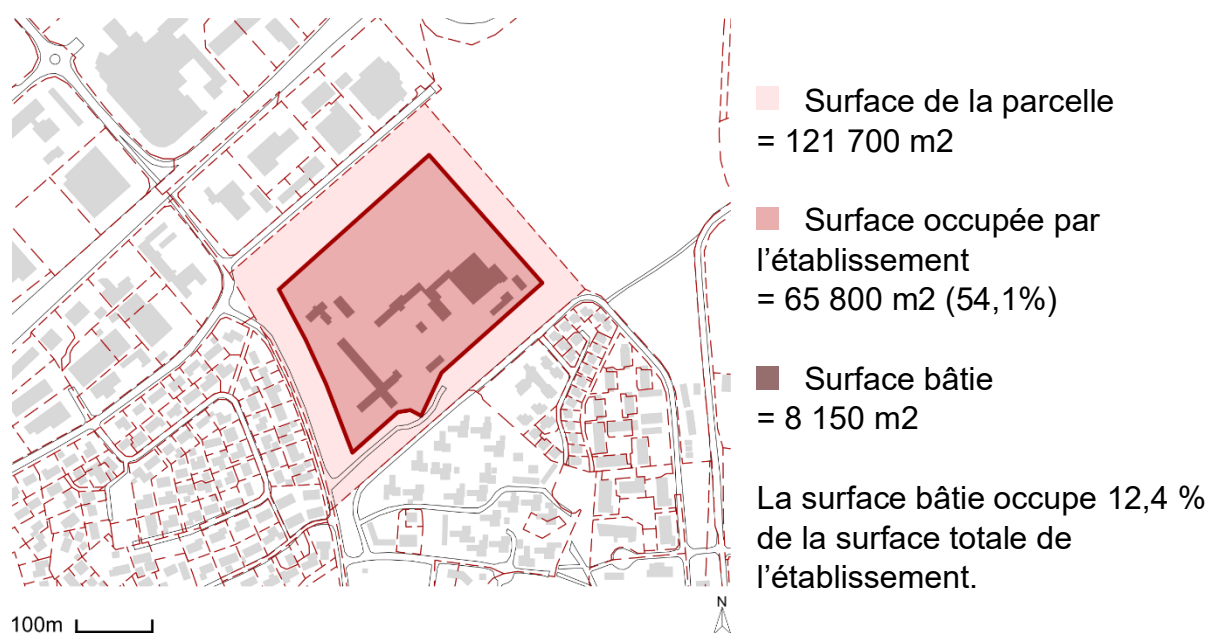 Surface de la parcelle
= 121 700 m2
Surface occupée par
l’établissement
= 65 800 m2 (54,1%)
Surface bâtie
= 8 150 m2
La surface bâtie occupe 12,4 %
de la surface totale de
l’établissement.
100m
N